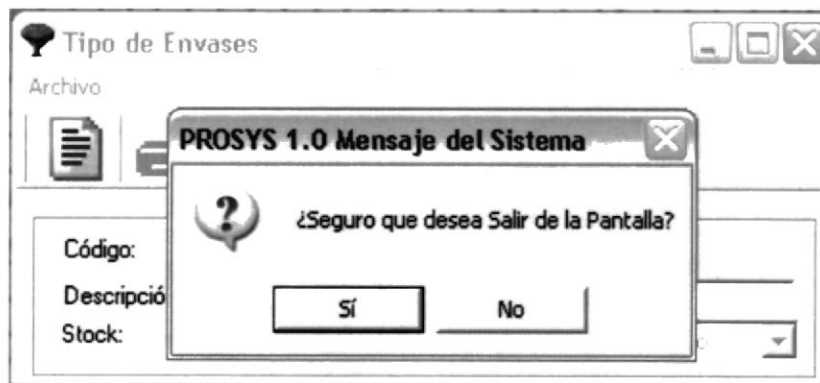 Tipo de Envases
Archivo
PROSYS 1.0 Mensaje del Sistema
¿Seguro que desea Salir de la Pantalla?
Código:
Descripció
Stock:
Sí
No